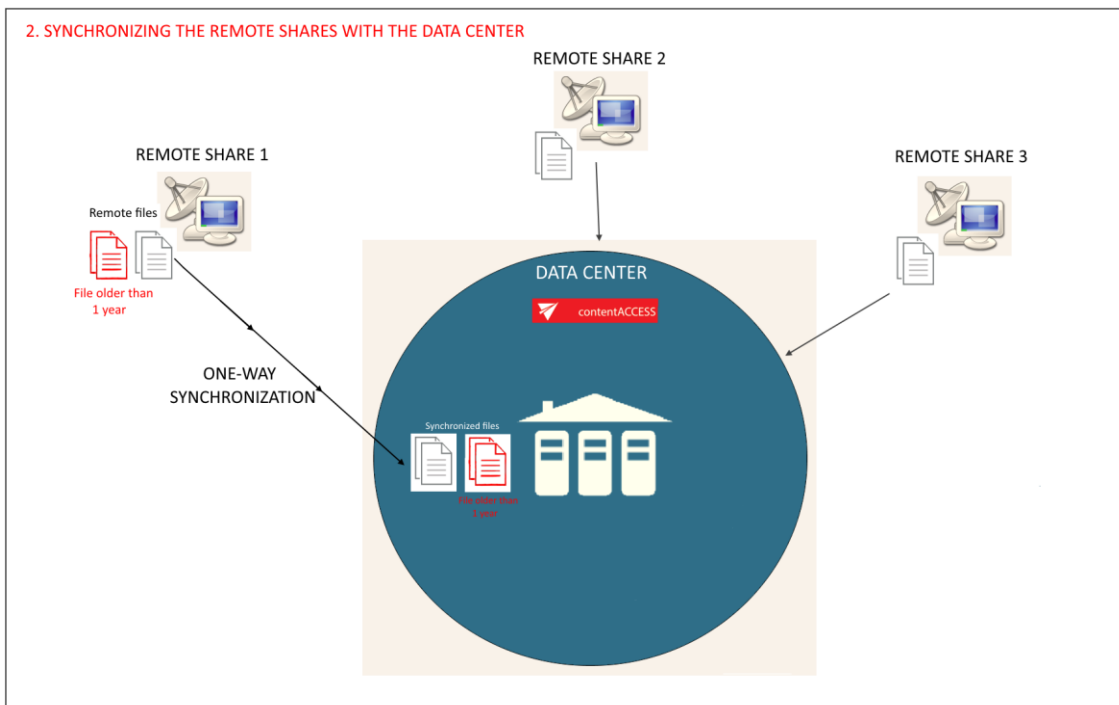 2. SYNCHRONIZING THE REMOTE SHARES WITH THE DATA CENTER
REMOTE SHARE 2
REMOTE SHARE 1
REMOTE SHARE 3
Remote files
File older than
1 year
DATA CENTER
contentACCESS
ONE-WAY
SYNCHRONIZATION
Synchronized files
File older than
1 year